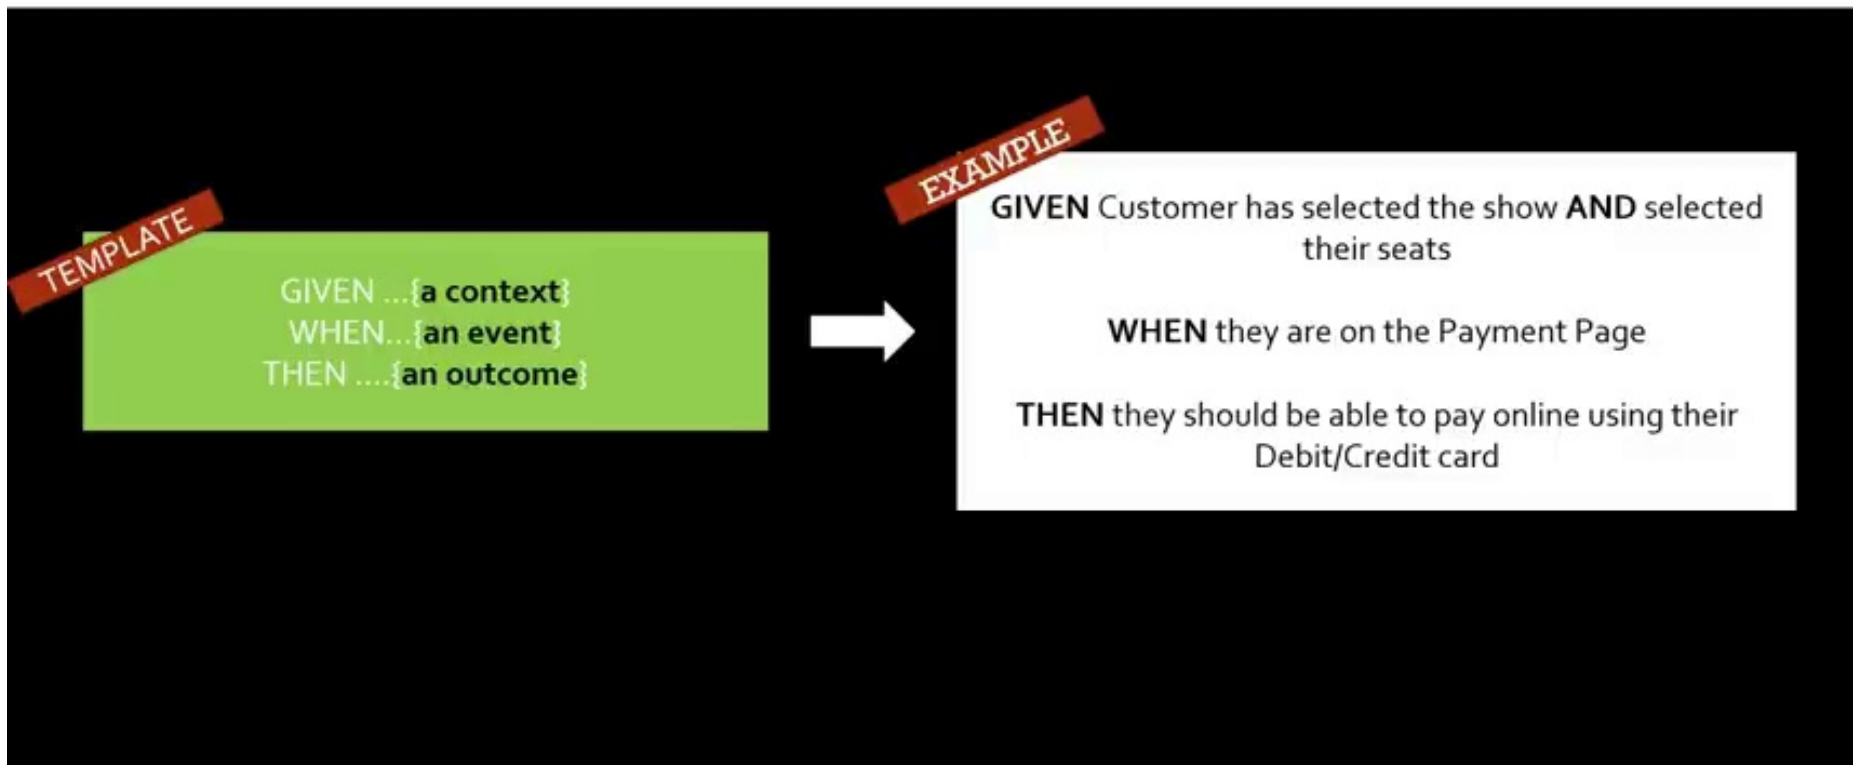 TEMPLATE
GIVEN ...{a context}
WHEN...{an event}
THEN ....{an outcome}
EXAMPLE
GIVEN Customer has selected the show AND selected
their seats
WHEN they are on the Payment Page
THEN they should be able to pay online using their
Debit/Credit card